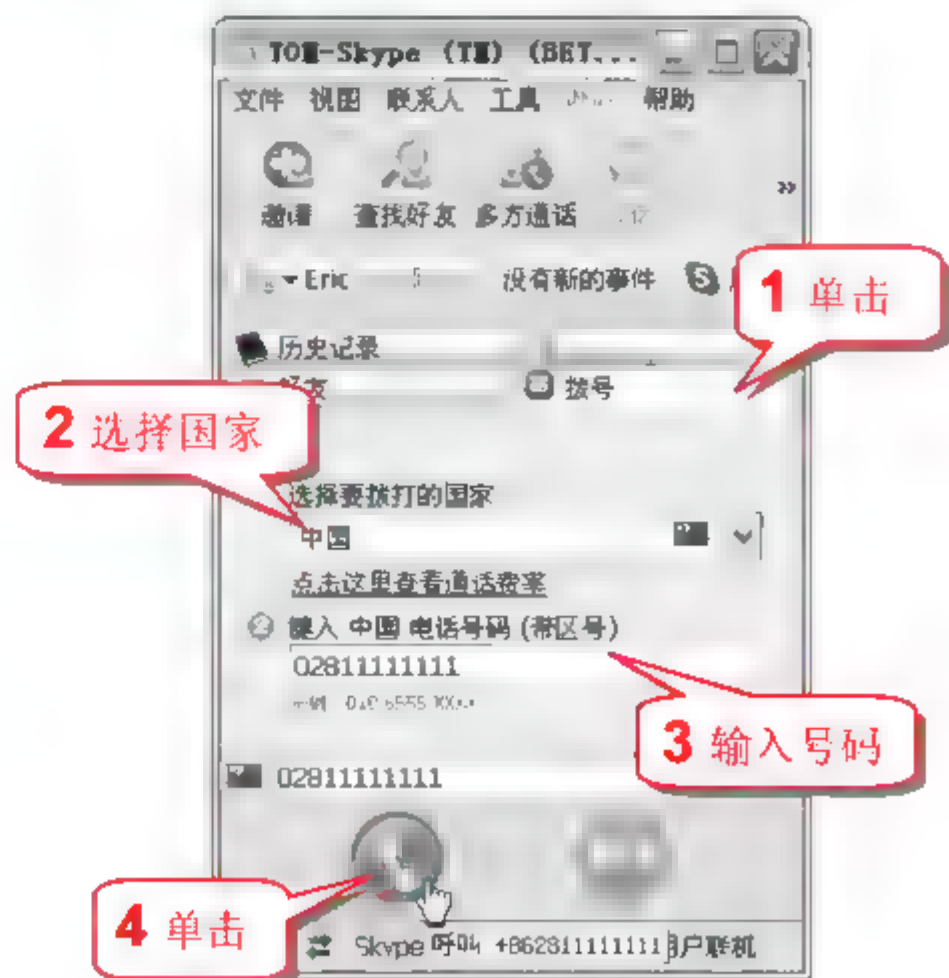 TOM-Skype (TM) (BET...
文件 视图 联系人 工具 帮助
邀请 查找好友 多方通话
»
Eric 没有新的事件
1 单击
历史记录
好友 拨号
2 选择国家
选择要拨打的国家
中国
点击这里查看通话费率
键入 中国 电话号码 (带区号)
02811111111
3 输入号码
02811111111
4 单击
Skype 呼叫 +862811111111 用户联机